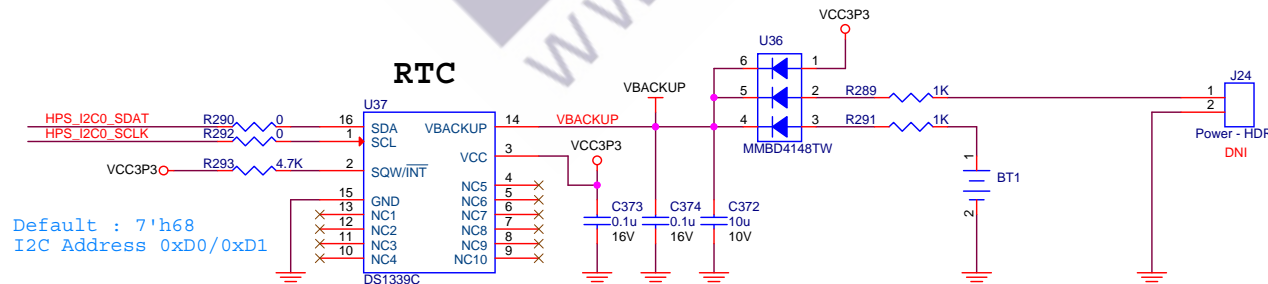 VCC3P3
U36
RTC
6 1
J24
U37
VBACKUP
5 2 R289 1K 1
HPS_I2C0_SDAT R290 0 16 SDA VBACKUP 14 VBACKUP 4 3 R291 1K 2
HPS_I2C0_SCLK R292 0 1 SCL
MMBD4148TW
Power - HDR
VCC 3 VCC3P3
DNI
VCC3P3 R293 4.7K 2 SQW/INT
1
NC5 4
BT1
15 GND NC6 5
13 NC1 NC7 6 C373 C374 C372 2
12 NC2 NC8 7 0.1u 0.1u 10u
11 NC3 NC9 8 16V 16V 10V
10 NC4 NC10 9
DS1339C
Default : 7'h68
I2C Address 0xD0/0xD1